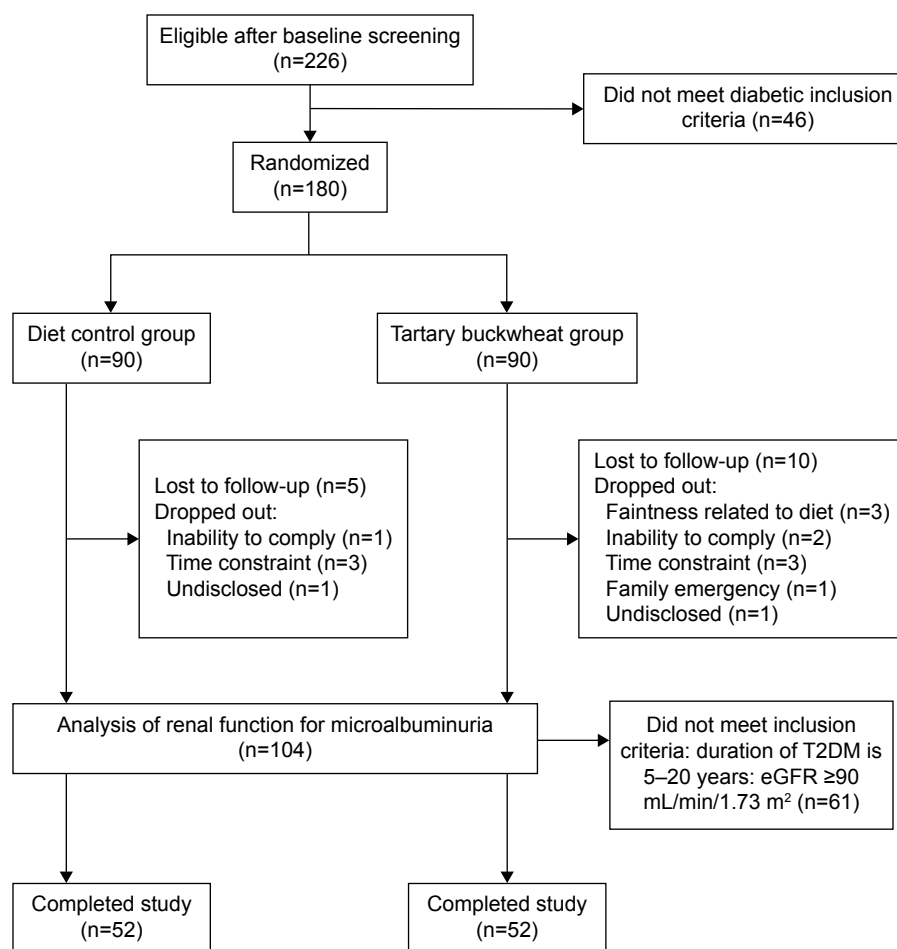 Eligible after baseline screening
(n=226)
Did not meet diabetic inclusion
criteria (n=46)
Randomized
(n=180)
Diet control group
(n=90)
Tartary buckwheat group
(n=90)
Lost to follow-up (n=5)
Dropped out:
Inability to comply (n=1)
Time constraint (n=3)
Undisclosed (n=1)
Lost to follow-up (n=10)
Dropped out:
Faintness related to diet (n=3)
Inability to comply (n=2)
Time constraint (n=3)
Family emergency (n=1)
Undisclosed (n=1)
Analysis of renal function for microalbuminuria
(n=104)
Did not meet inclusion
criteria: duration of T2DM is
5–20 years: eGFR ≥90
mL/min/1.73 m² (n=61)
Completed study
(n=52)
Completed study
(n=52)